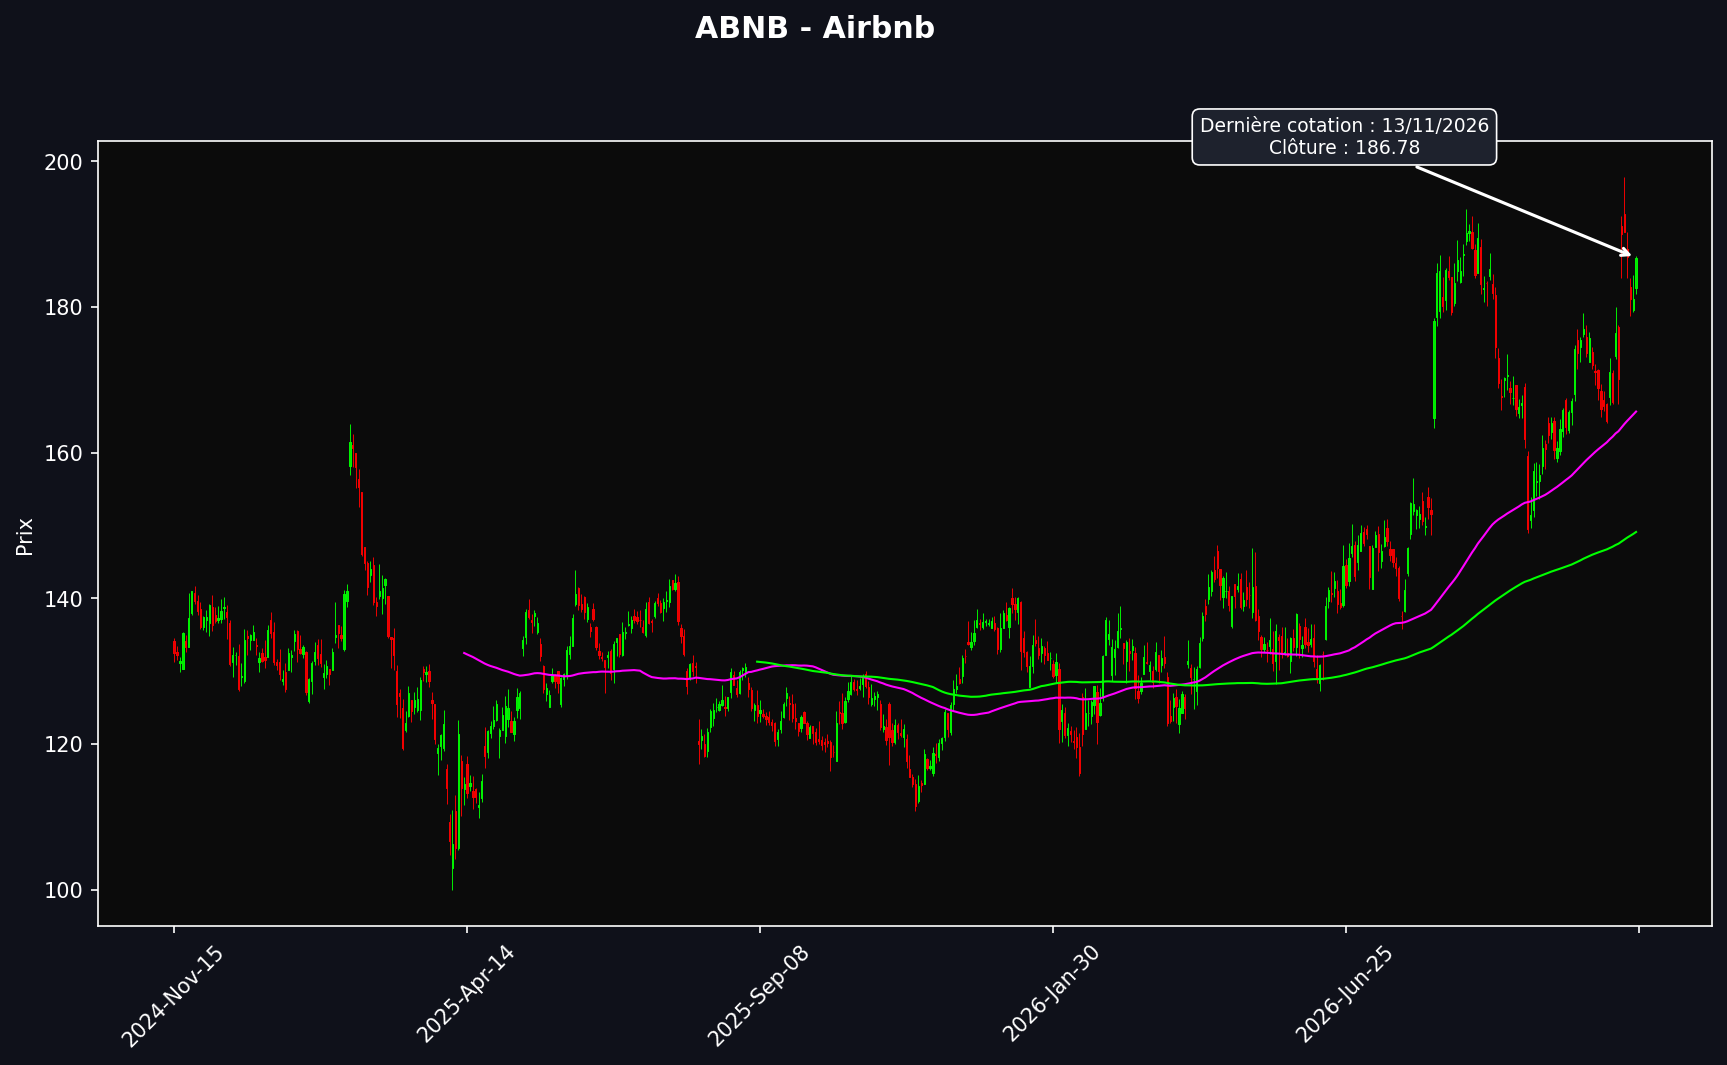 ABNB - Airbnb
Dernière cotation : 13/11/2026
Clôture : 186.78
Prix
200
180
160
140
120
100
2024-Nov-15
2025-Apr-14
2025-Sep-08
2026-Jan-30
2026-Jun-25